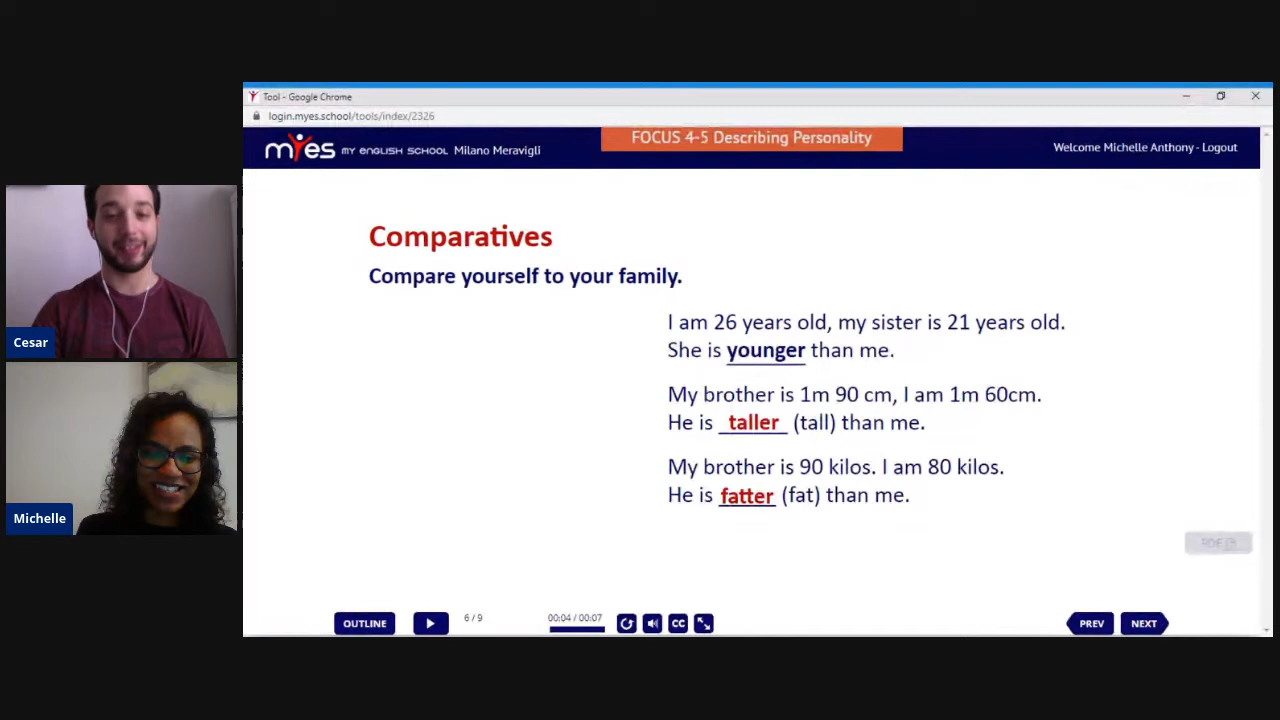 Tool - Google Chrome
login.myes.school/tools/index/2326
myes MY ENGLISH SCHOOL Milano Meravigli
FOCUS 4-5 Describing Personality
Welcome Michelle Anthony - Logout
Comparatives
Compare yourself to your family.
I am 26 years old, my sister is 21 years old.
She is younger than me.
My brother is 1m 90 cm, I am 1m 60cm.
He is taller (tall) than me.
My brother is 90 kilos. I am 80 kilos.
He is fatter (fat) than me.
Cesar
Michelle
OUTLINE
6 / 9
00:04 / 00:07
CC
PREV
NEXT